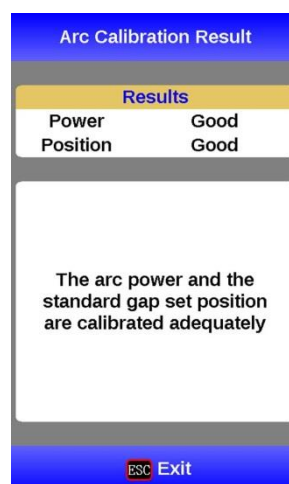 Arc Calibration Result
Results
Power Good
Position Good
The arc power and the
standard gap set position
are calibrated adequately
ESC Exit